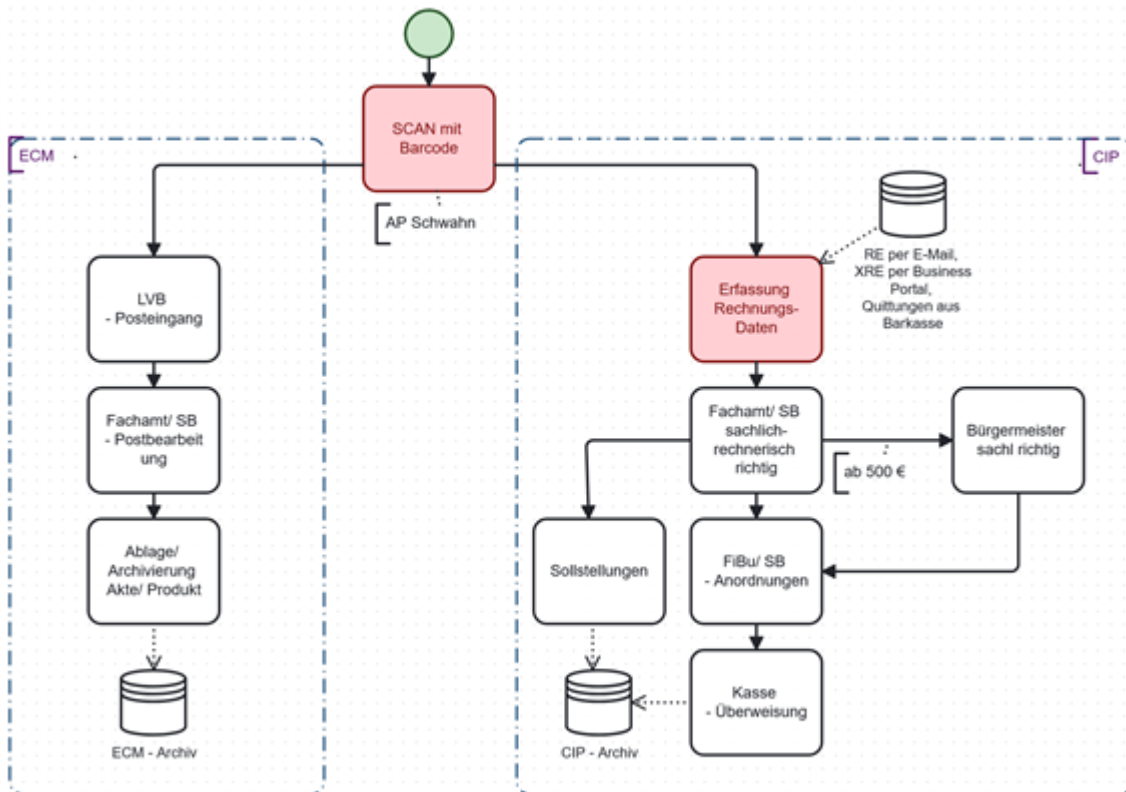 SCAN mit
Barcode
ECM
CIP
AP Schwahn
RE per E-Mail,
XRE per Business
Portal,
Quittungen aus
Barkasse
LVB
- Posteingang
Erfassung
Rechnungs-
Daten
Fachamt/ SB
- Postbearbeit
ung
Fachamt/ SB
sachlich-
rechnerisch
richtig
Bürgermeister
sachl richtig
ab 500 €
Ablage/
Archivierung
Akte/ Produkt
Sollstellungen
FiBu/ SB
- Anordnungen
Kasse
- Überweisung
ECM - Archiv
CIP - Archiv